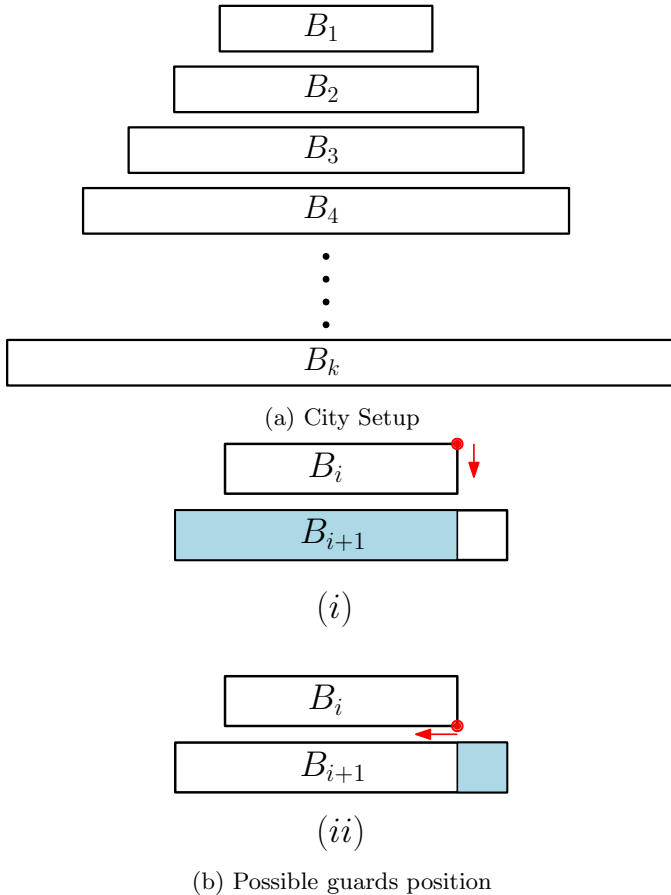 B₁
B₂
B₃
B₄
Bₖ
(a) City Setup
Bᵢ
Bᵢ₊₁
(i)
Bᵢ
Bᵢ₊₁
(ii)
(b) Possible guards position